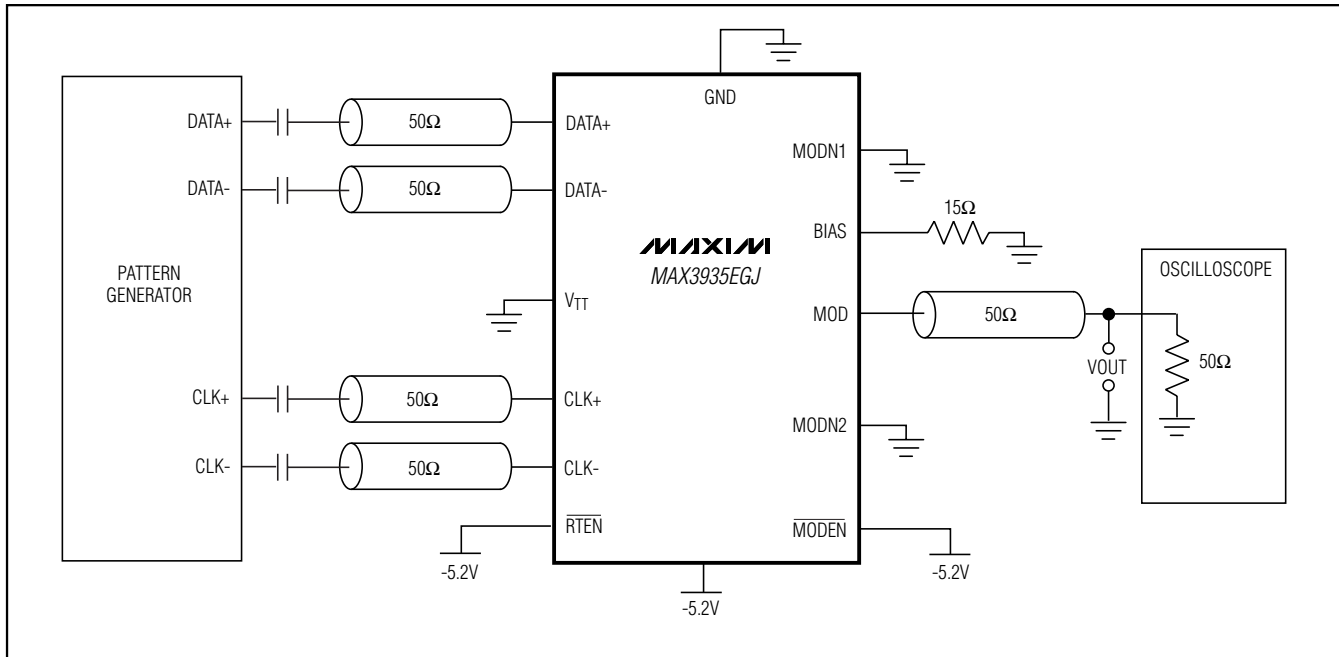 GND
DATA+
50Ω
DATA+
MODN1
DATA-
50Ω
DATA-
15Ω
BIAS
MAXIM
MAX3935EGJ
OSCILLOSCOPE
PATTERN
GENERATOR
VTT
MOD
50Ω
VOUT
50Ω
CLK+
50Ω
CLK+
MODN2
CLK-
50Ω
CLK-
RTEN
MODEN
-5.2V
-5.2V
-5.2V